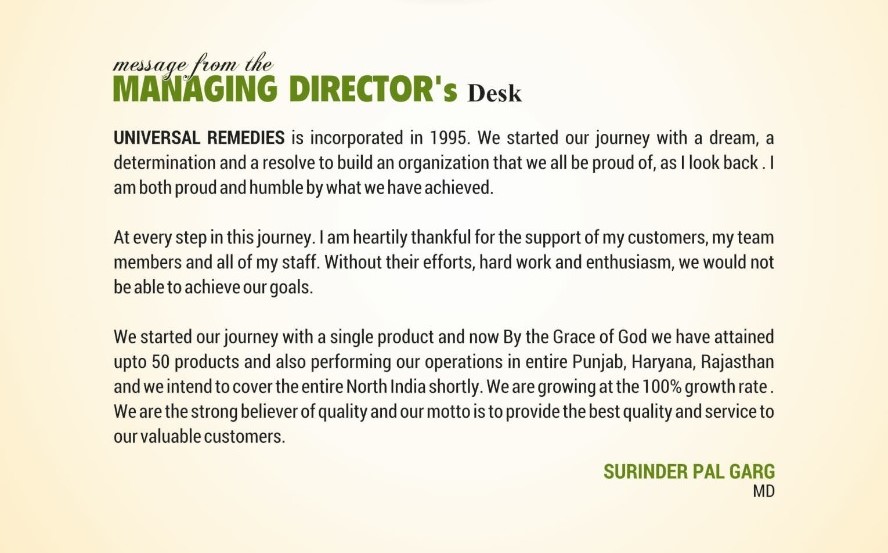 message from the
MANAGING DIRECTOR's Desk
UNIVERSAL REMEDIES is incorporated in 1995. We started our journey with a dream, a
determination and a resolve to build an organization that we all be proud of, as I look back . I
am both proud and humble by what we have achieved.
At every step in this journey. I am heartily thankful for the support of my customers, my team
members and all of my staff. Without their efforts, hard work and enthusiasm, we would not
be able to achieve our goals.
We started our journey with a single product and now By the Grace of God we have attained
upto 50 products and also performing our operations in entire Punjab, Haryana, Rajasthan
and we intend to cover the entire North India shortly. We are growing at the 100% growth rate .
We are the strong believer of quality and our motto is to provide the best quality and service to
our valuable customers.
SURINDER PAL GARG
MD